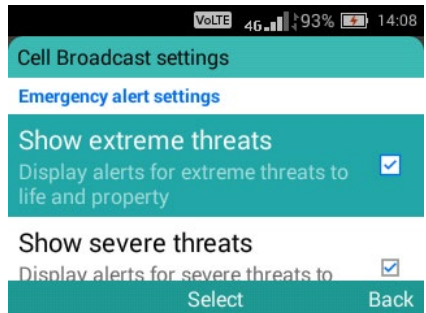 VoLTE 4G 93% 14:08
Cell Broadcast settings
Emergency alert settings
Show extreme threats
Display alerts for extreme threats to
life and property
Show severe threats
Display alerts for severe threats to
Select Back